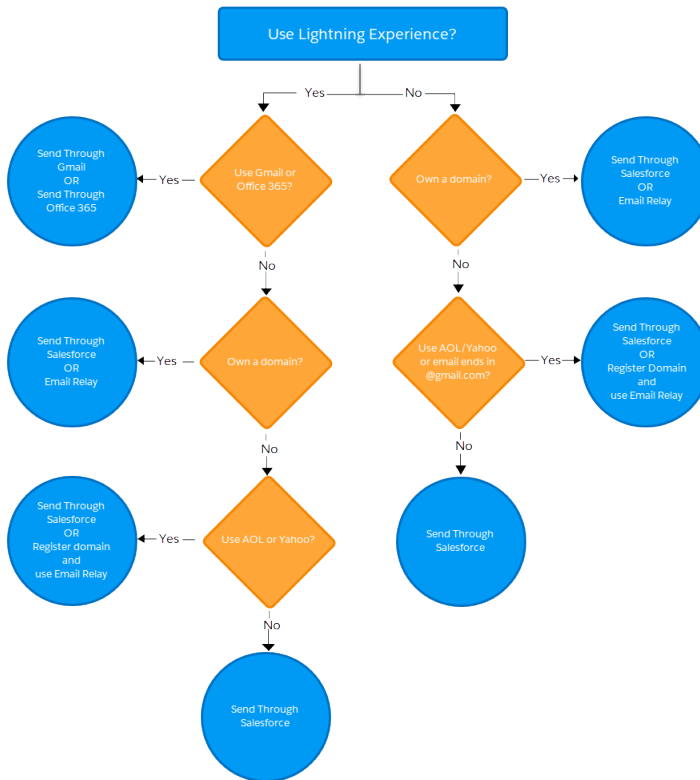 Use Lightning Experience?
Yes
No
Send Through
Gmail
OR
Send Through
Office 365
Yes
Use Gmail or
Office 365?
Own a domain?
Yes
Send Through
Salesforce
OR
Email Relay
No
No
Send Through
Salesforce
OR
Email Relay
Yes
Own a domain?
Use AOL/Yahoo
or email ends in
@gmail.com?
Yes
Send Through
Salesforce
OR
Register Domain
and
use Email Relay
No
No
Send Through
Salesforce
OR
Register domain
and
use Email Relay
Yes
Use AOL or Yahoo?
Send Through
Salesforce
No
Send Through
Salesforce